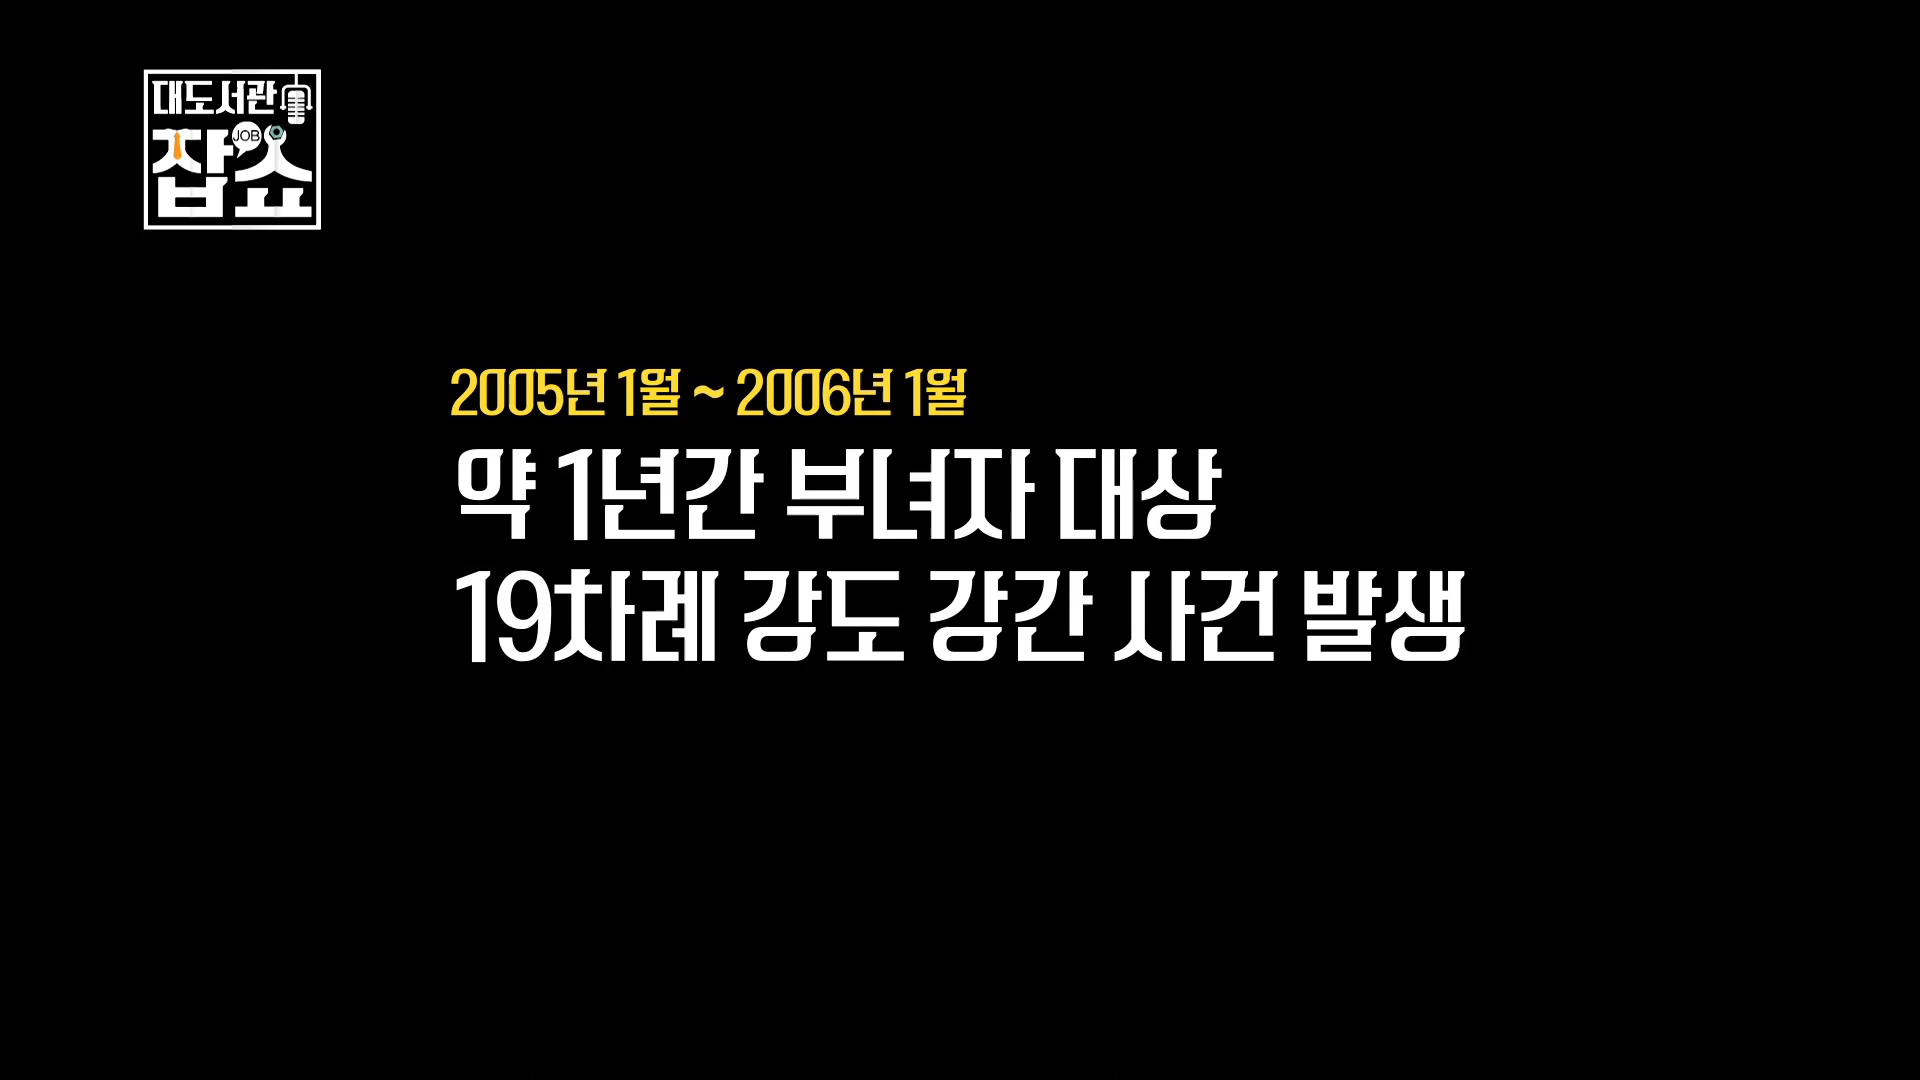 대도서관
JOB
잡쇼
2005년 1월 ~ 2006년 1월
약 1년간 부녀자 대상
19차례 강도 강간 사건 발생